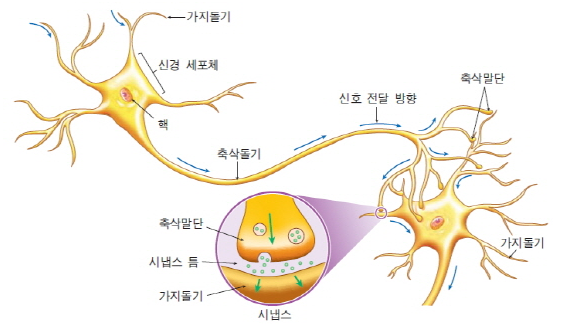 가지돌기
신경 세포체
핵
축삭돌기
신호 전달 방향
축삭말단
축삭말단
시냅스 틈
가지돌기
시냅스
가지돌기